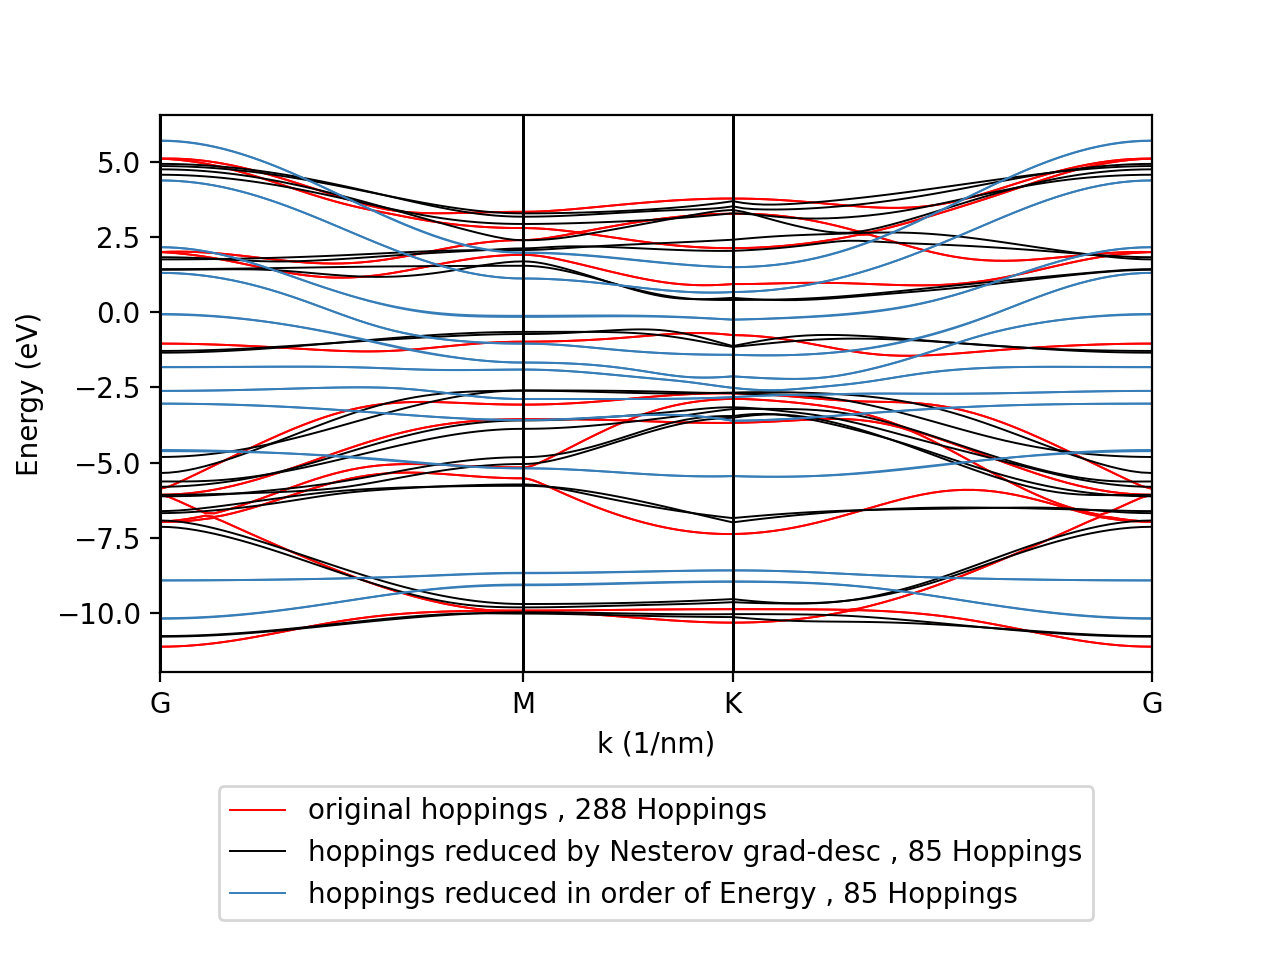 5.0
2.5
0.0
−2.5
−5.0
−7.5
−10.0
Energy (eV)
G M K G
k (1/nm)
original hoppings , 288 Hoppings
hoppings reduced by Nesterov grad-desc , 85 Hoppings
hoppings reduced in order of Energy , 85 Hoppings